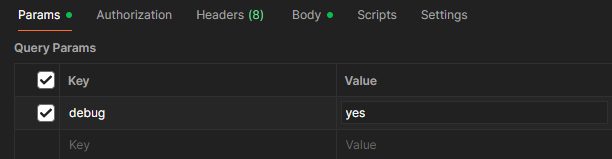 Params Authorization Headers (8) Body Scripts Settings
Query Params
Key Value
debug yes
Key Value